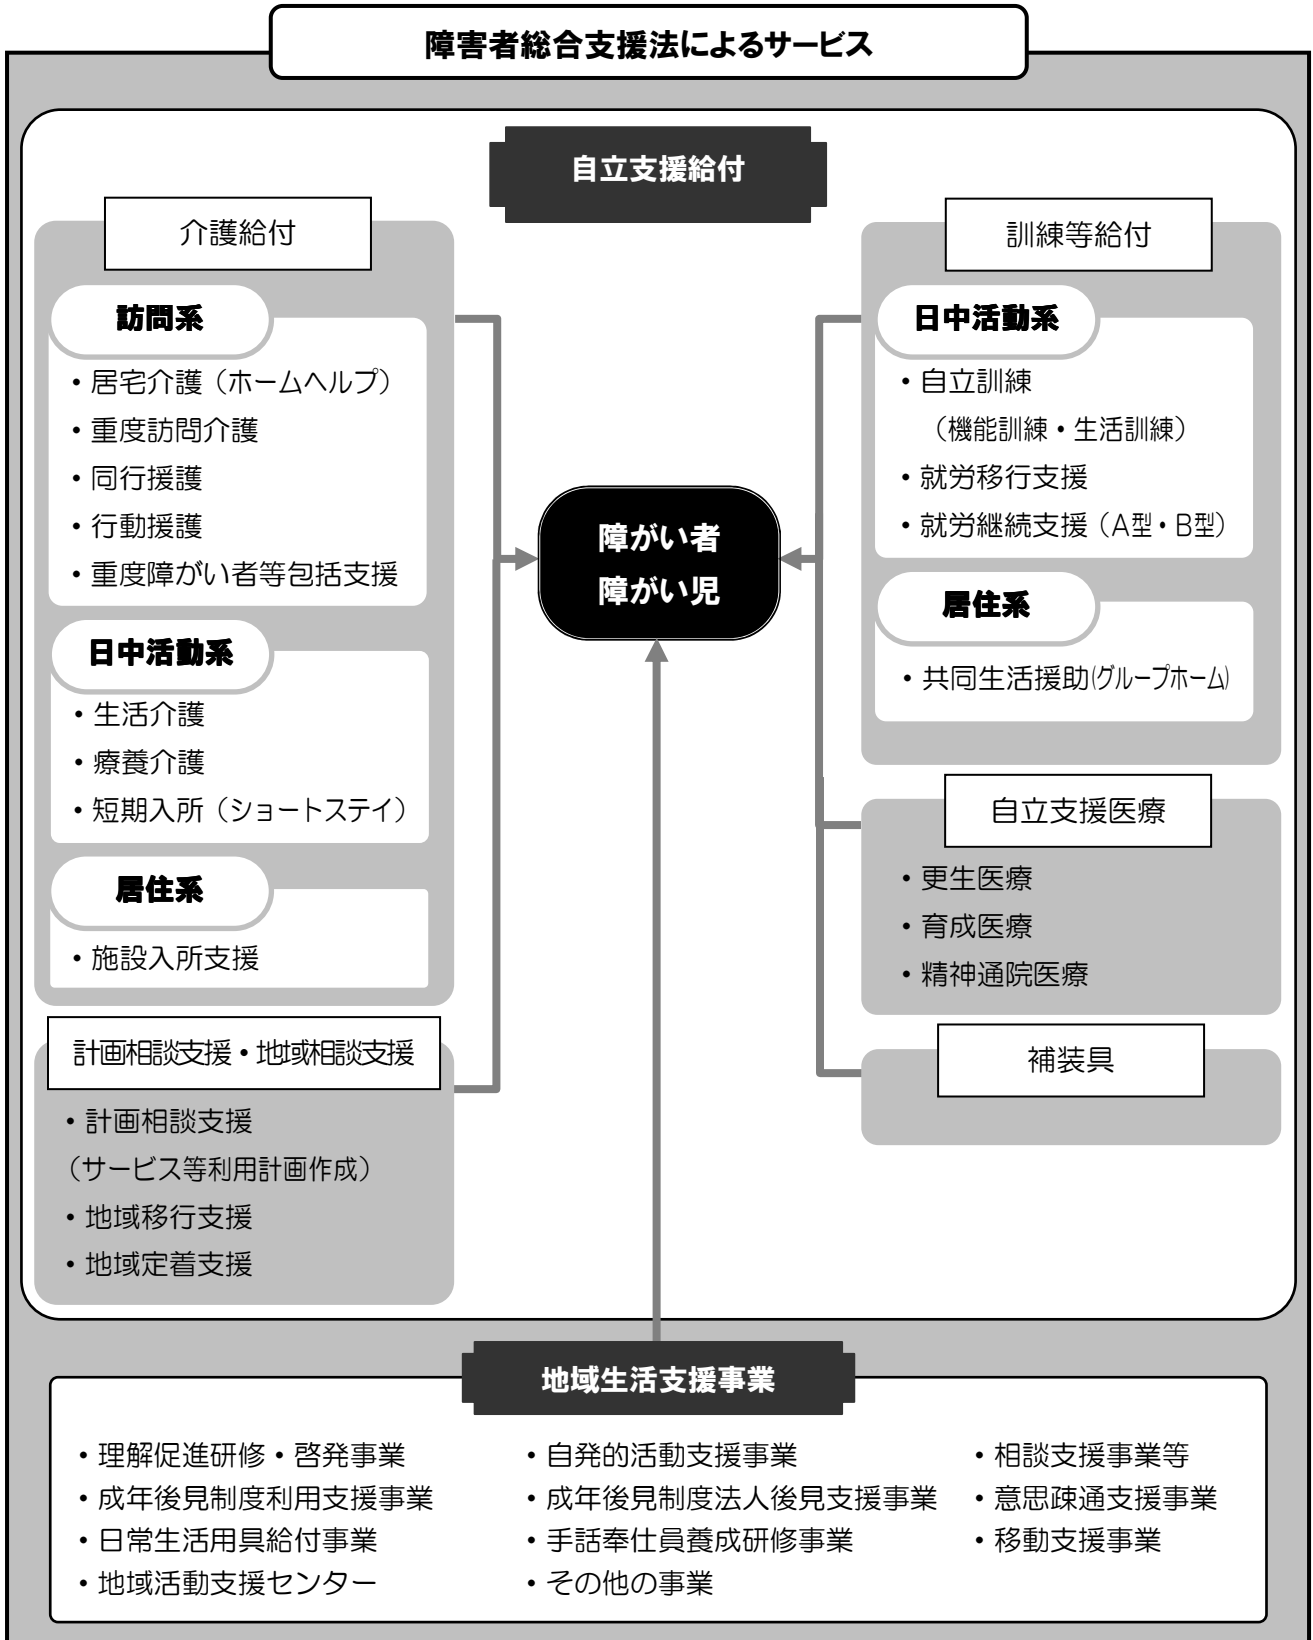 障害者総合支援法によるサービス
自立支援給付
介護給付
訪問系
・居宅介護（ホームヘルプ）
・重度訪問介護
・同行援護
・行動援護
・重度障がい者等包括支援
日中活動系
・生活介護
・療養介護
・短期入所（ショートステイ）
居住系
・施設入所支援
計画相談支援・地域相談支援
・計画相談支援
（サービス等利用計画作成）
・地域移行支援
・地域定着支援
障がい者
障がい児
訓練等給付
日中活動系
・自立訓練
（機能訓練・生活訓練）
・就労移行支援
・就労継続支援（A型・B型）
居住系
・共同生活援助(グループホーム)
自立支援医療
・更生医療
・育成医療
・精神通院医療
補装具
地域生活支援事業
・理解促進研修・啓発事業
・自発的活動支援事業
・相談支援事業等
・成年後見制度利用支援事業
・成年後見制度法人後見支援事業
・意思疎通支援事業
・日常生活用具給付事業
・手話奉仕員養成研修事業
・移動支援事業
・地域活動支援センター
・その他の事業